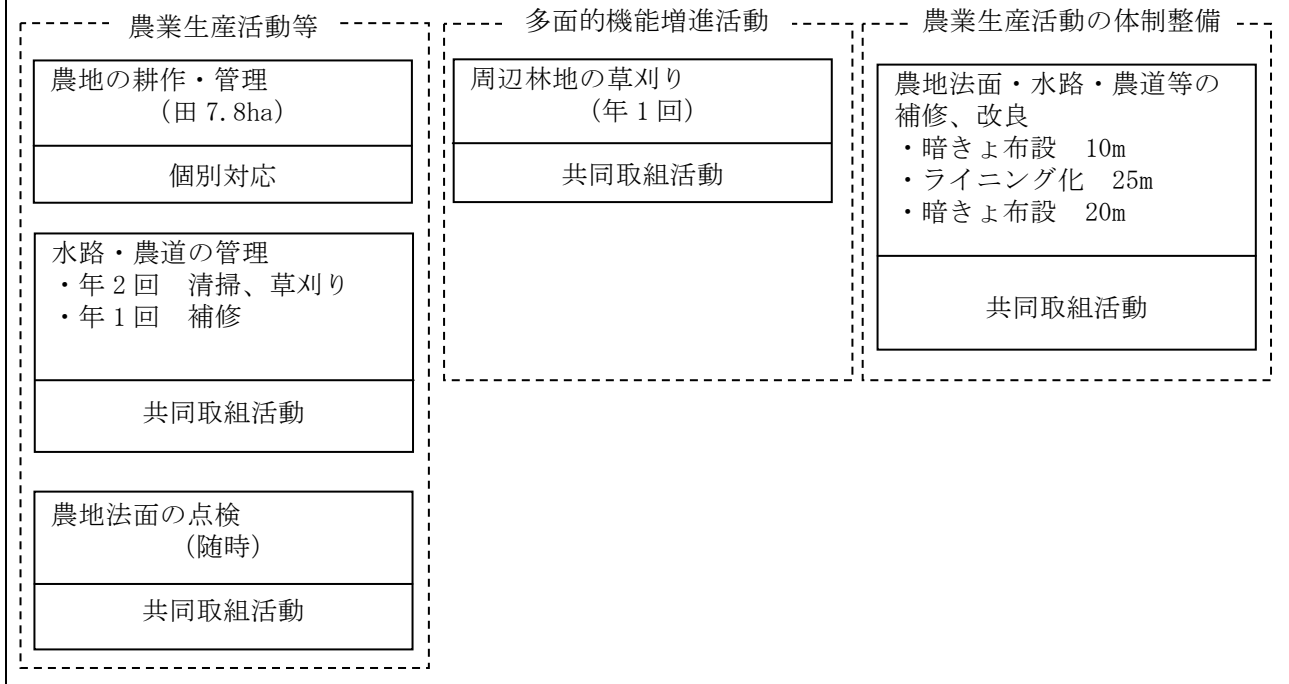 農業生産活動等
農地の耕作・管理
(田 7.8ha)
個別対応
水路・農道の管理
・年2回 清掃、草刈り
・年1回 補修
共同取組活動
農地法面の点検
(随時)
共同取組活動
多面的機能増進活動
周辺林地の草刈り
(年1回)
共同取組活動
農業生産活動の体制整備
農地法面・水路・農道等の
補修、改良
・暗きょ布設 10m
・ライニング化 25m
・暗きょ布設 20m
共同取組活動